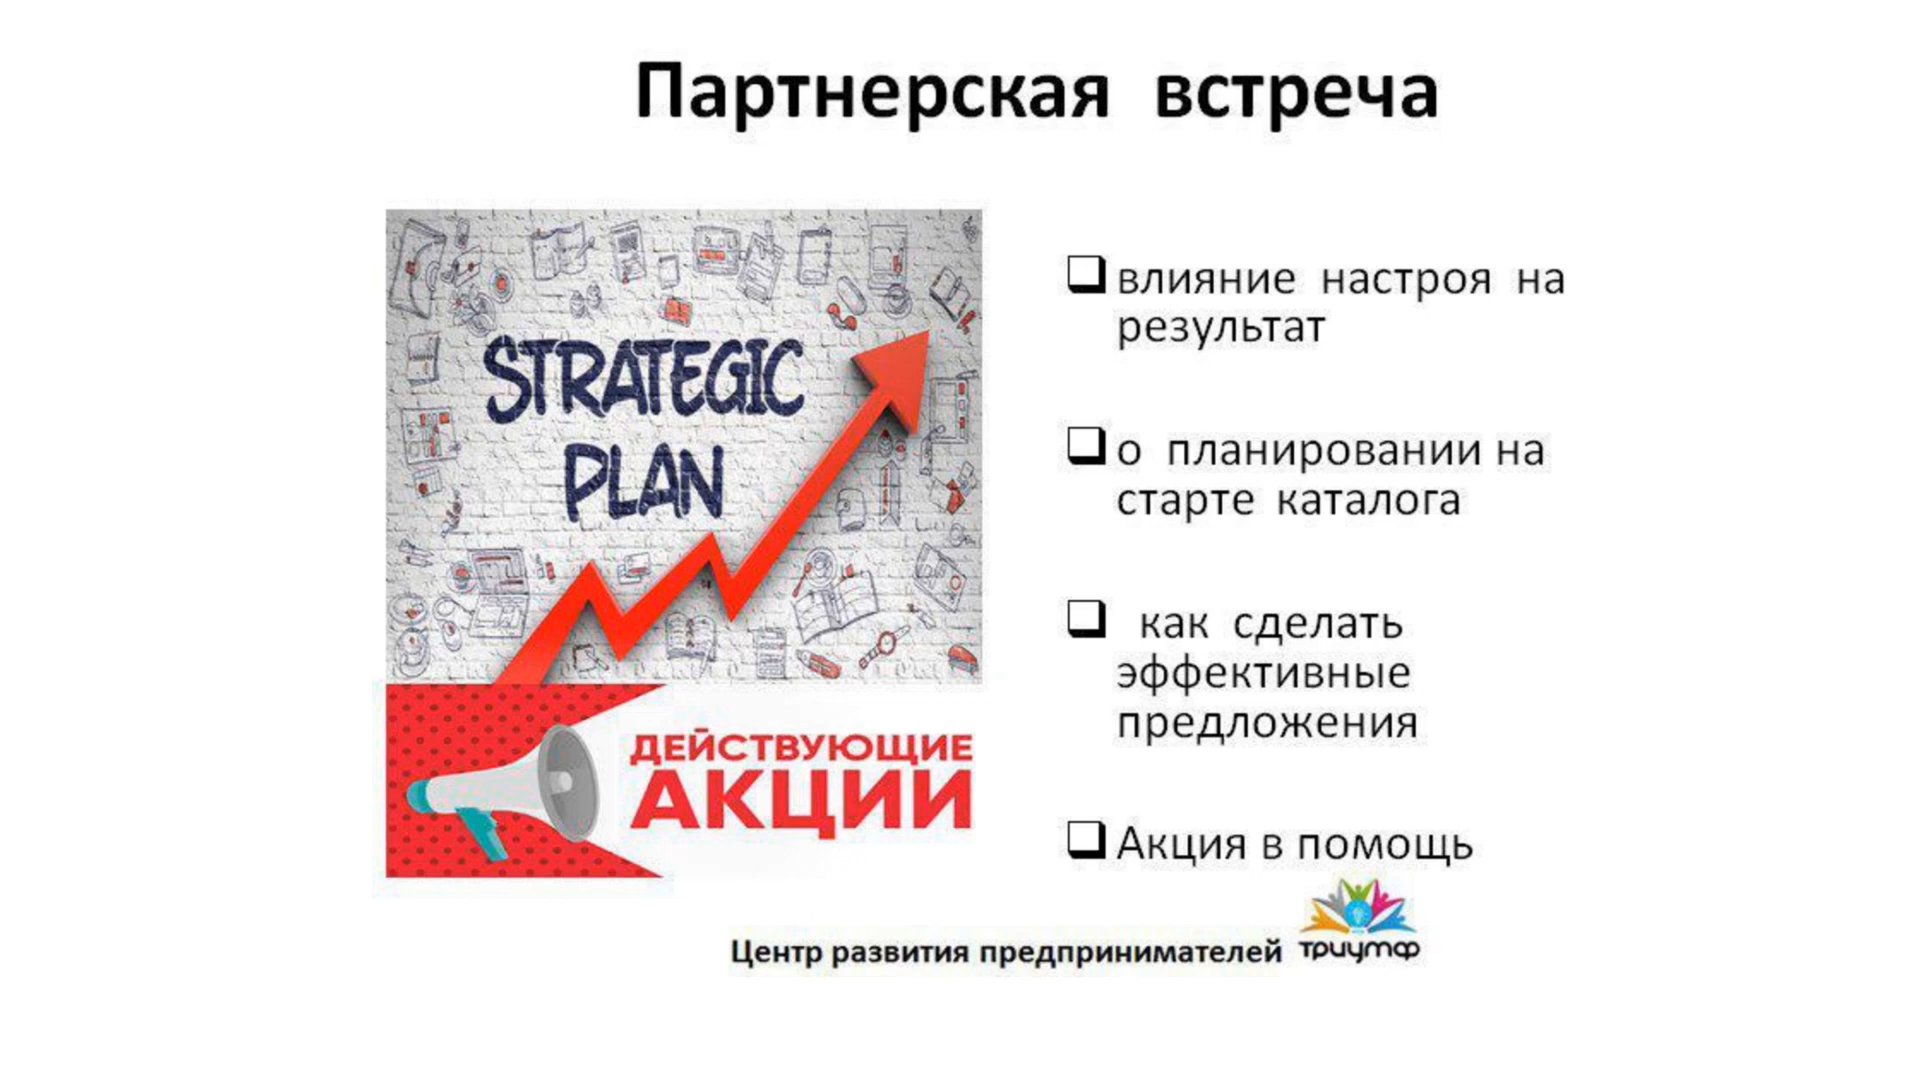 Партнерская встреча
STRATEGIC
PLAN
ДЕЙСТВУЮЩИЕ
АКЦИИ
влияние настроя на
результат
о планировании на
старте каталога
как сделать
эффективные
предложения
Акция в помощь
Центр развития предпринимателей
триумф